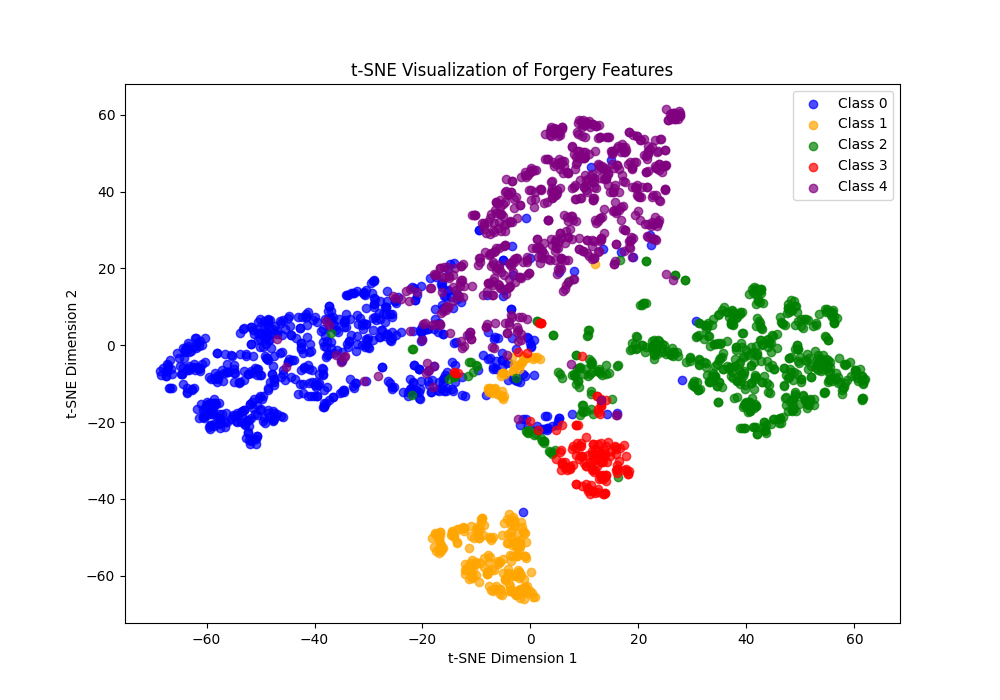 t-SNE Visualization of Forgery Features
Class 0
Class 1
Class 2
Class 3
Class 4
60
40
20
0
−20
−40
−60
t-SNE Dimension 2
−60
−40
−20
0
20
40
60
t-SNE Dimension 1